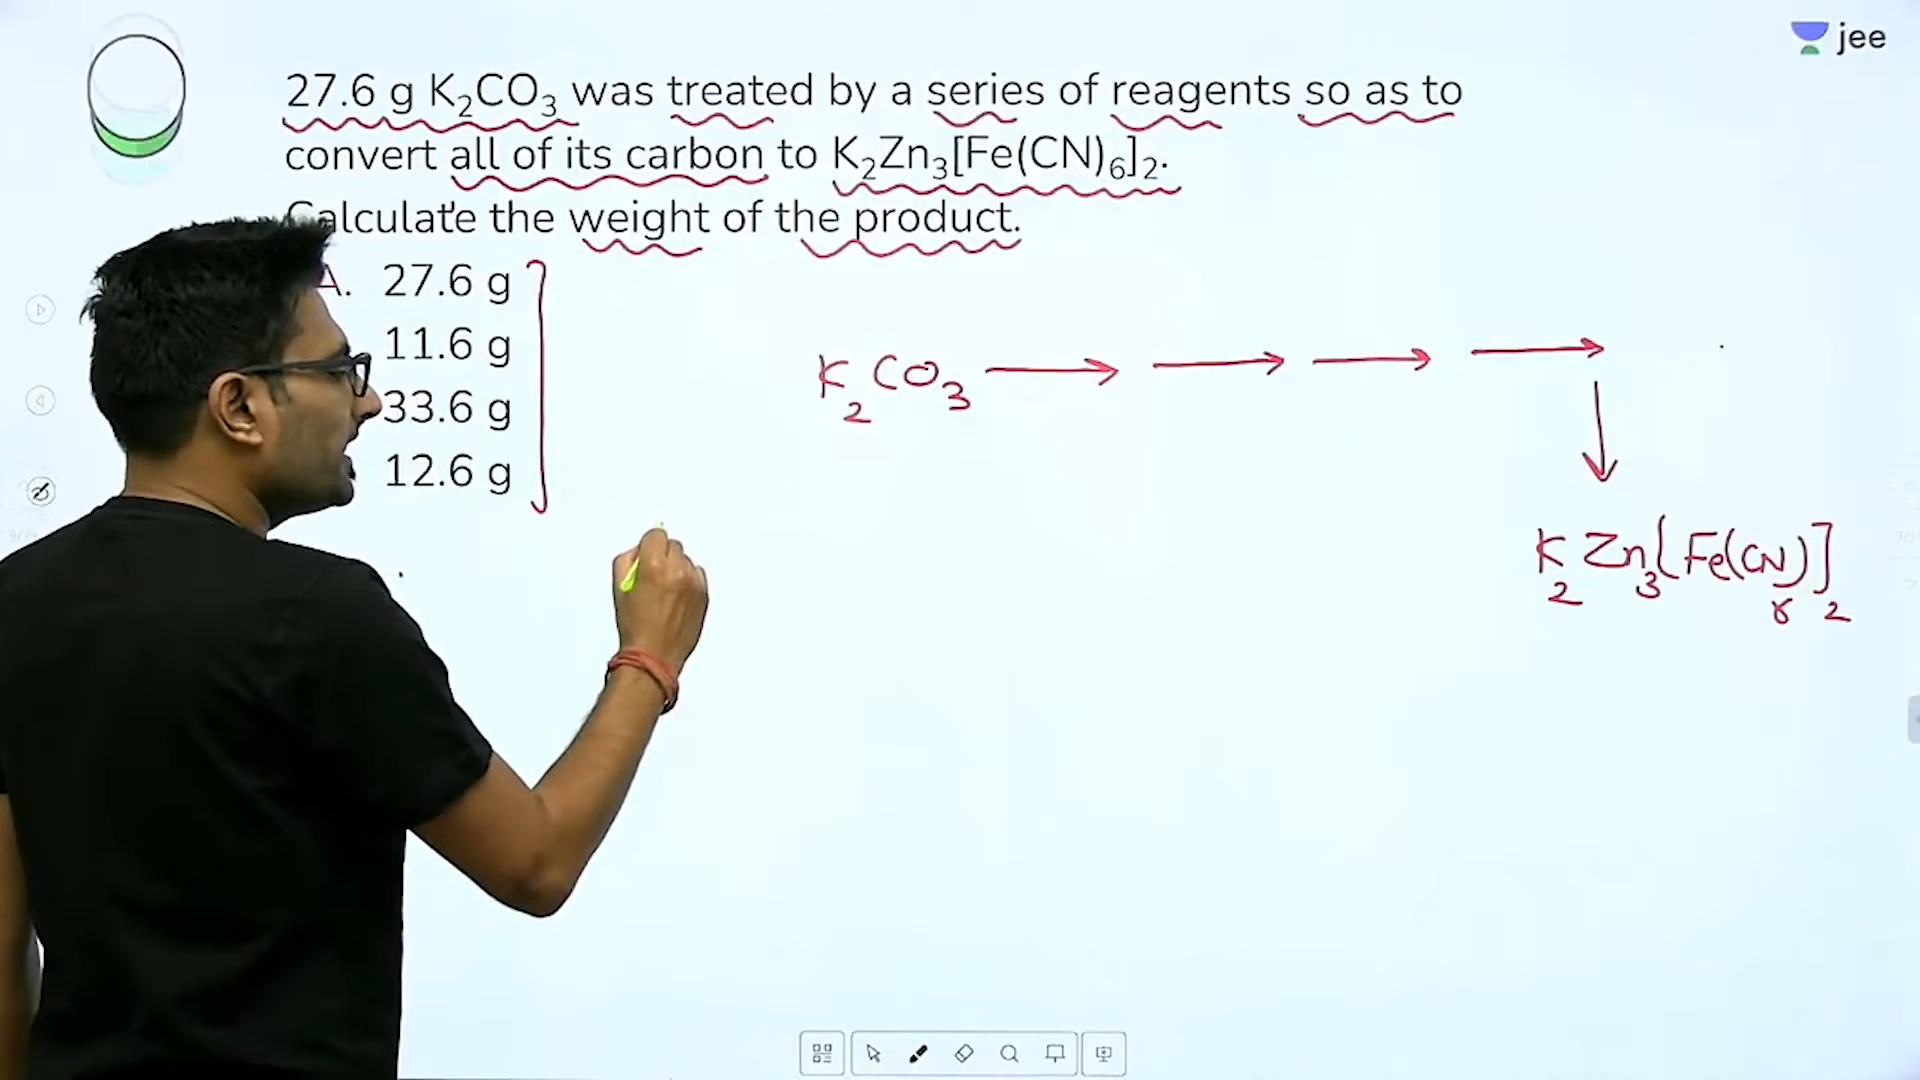 jee
27.6 g K₂CO₃ was treated by a series of reagents so as to
convert all of its carbon to K₂Zn₃[Fe(CN)₆]₂.
Calculate the weight of the product.
A. 27.6 g
11.6 g
33.6 g
12.6 g
K₂CO₃ → → → →
↓
K₂Zn₃[Fe(CN)₆]₂